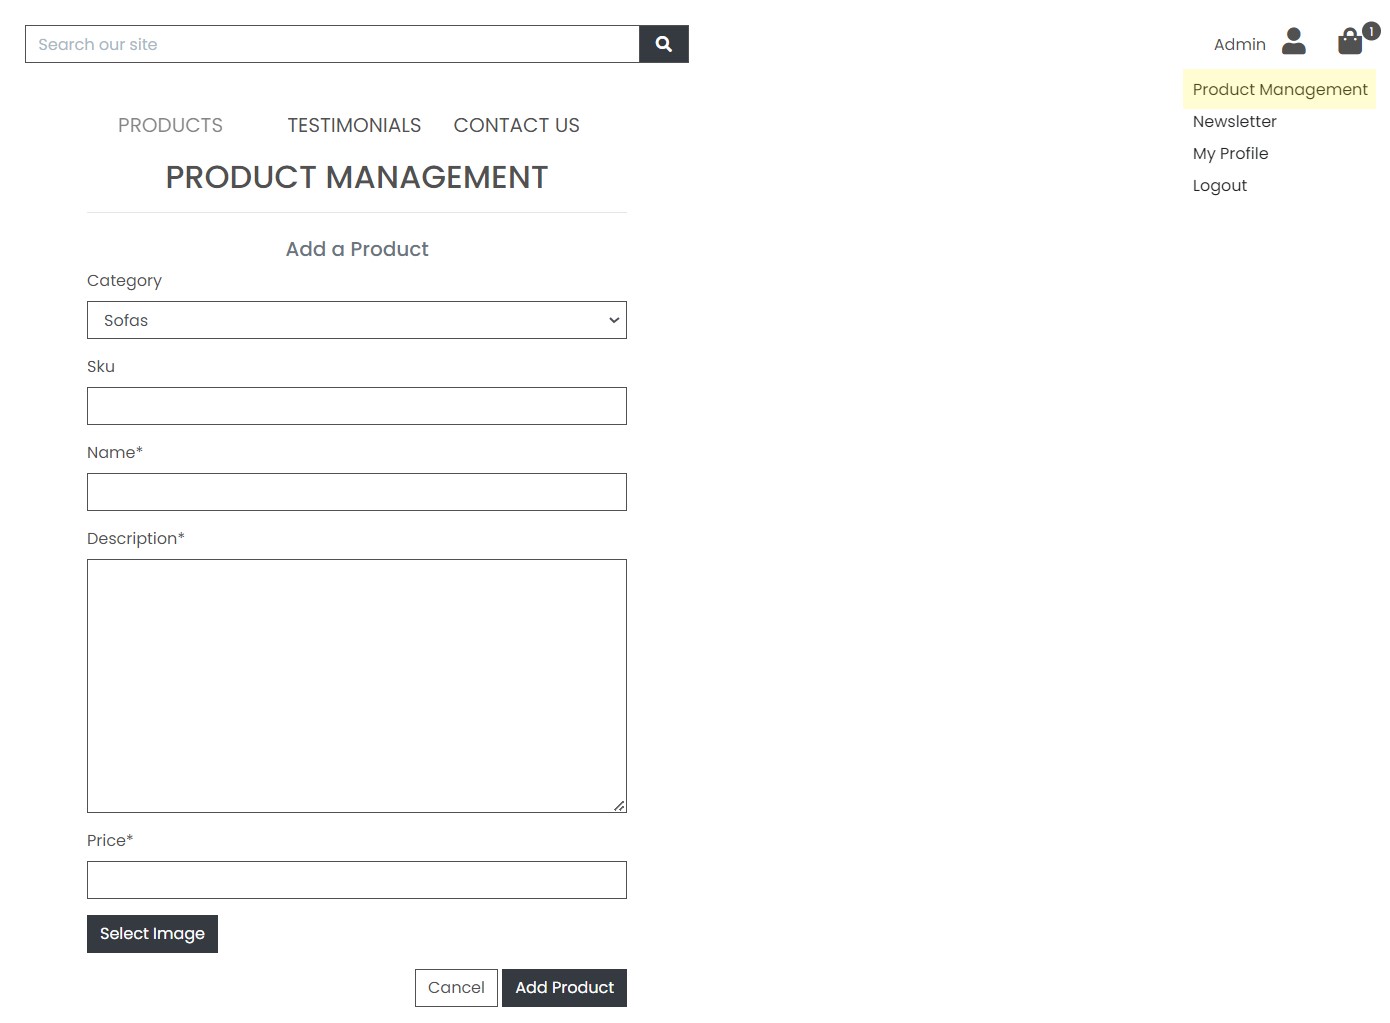 Search our site
Admin
1
Product Management
Newsletter
My Profile
Logout
PRODUCTS TESTIMONIALS CONTACT US
PRODUCT MANAGEMENT
Add a Product
Category
Sofas
Sku
Name*
Description*
Price*
Select Image
Cancel Add Product